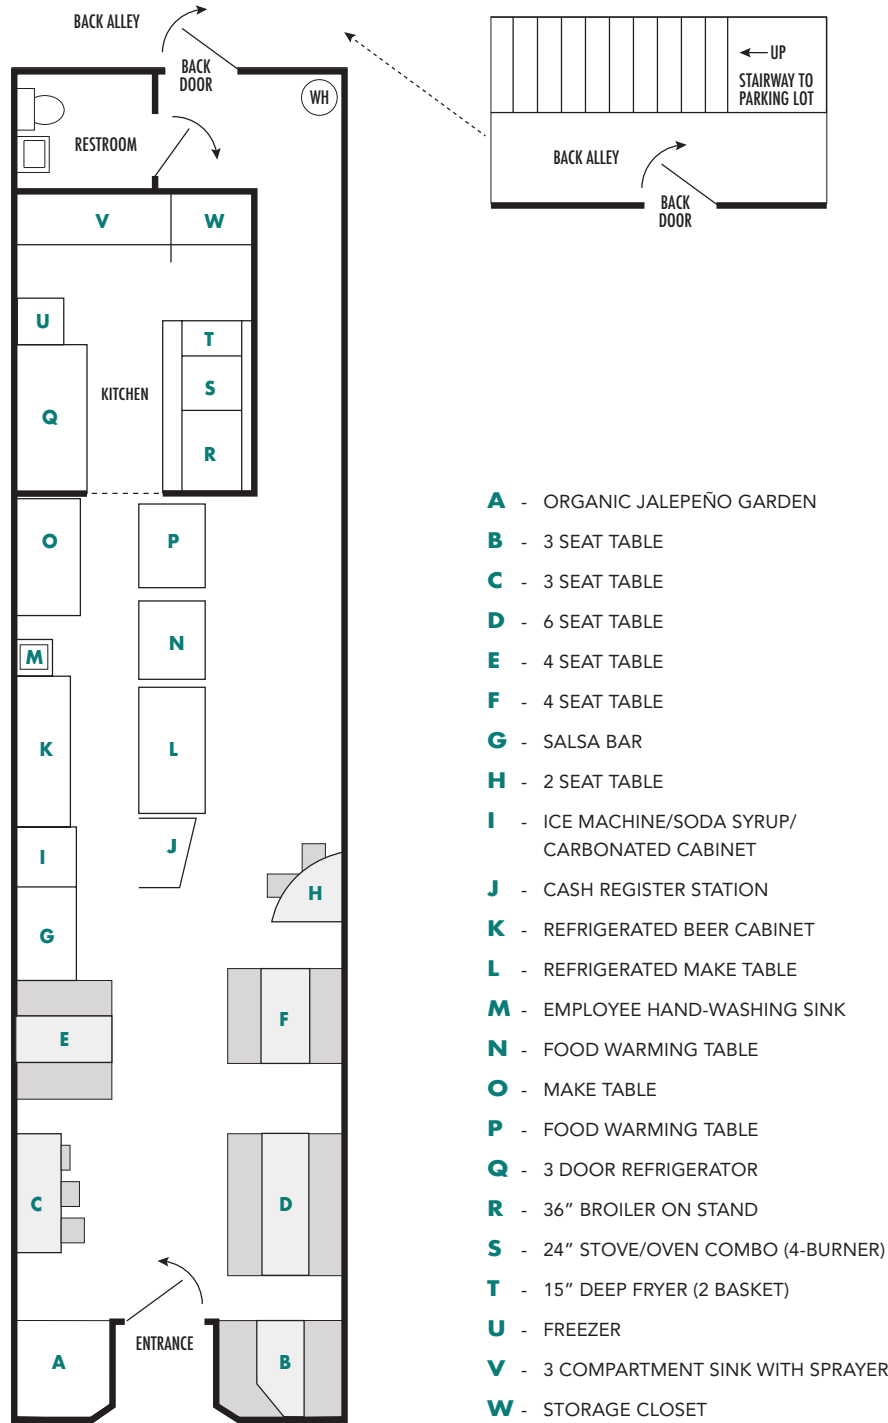 BACK ALLEY
BACK
DOOR
WH
RESTROOM
V
W
U
T
S
KITCHEN
Q
R
O
P
M
N
K
L
J
I
H
G
F
E
C
D
ENTRANCE
A
B
UP
STAIRWAY TO
PARKING LOT
BACK ALLEY
BACK
DOOR
A - ORGANIC JALEPEÑO GARDEN
B - 3 SEAT TABLE
C - 3 SEAT TABLE
D - 6 SEAT TABLE
E - 4 SEAT TABLE
F - 4 SEAT TABLE
G - SALSA BAR
H - 2 SEAT TABLE
I - ICE MACHINE/SODA SYRUP/
CARBONATED CABINET
J - CASH REGISTER STATION
K - REFRIGERATED BEER CABINET
L - REFRIGERATED MAKE TABLE
M - EMPLOYEE HAND-WASHING SINK
N - FOOD WARMING TABLE
O - MAKE TABLE
P - FOOD WARMING TABLE
Q - 3 DOOR REFRIGERATOR
R - 36” BROILER ON STAND
S - 24” STOVE/OVEN COMBO (4-BURNER)
T - 15” DEEP FRYER (2 BASKET)
U - FREEZER
V - 3 COMPARTMENT SINK WITH SPRAYER
W - STORAGE CLOSET